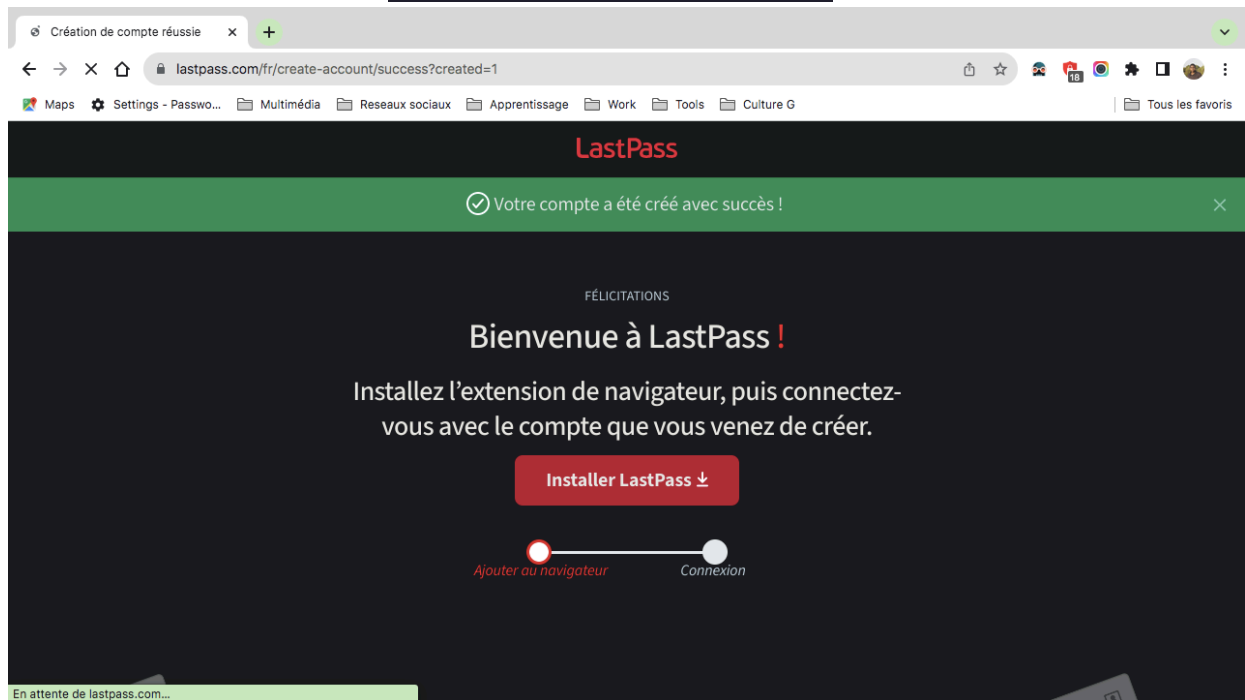 Création de compte réussie
lastpass.com/fr/create-account/success?created=1
18
Maps Settings - Passwo... Multimédia Reseaux sociaux Apprentissage Work Tools Culture G Tous les favoris
LastPass
Votre compte a été créé avec succès !
FÉLICITATIONS
Bienvenue à LastPass !
Installez l’extension de navigateur, puis connectez-
vous avec le compte que vous venez de créer.
Installer LastPass
Ajouter au navigateur Connexion
En attente de lastpass.com...